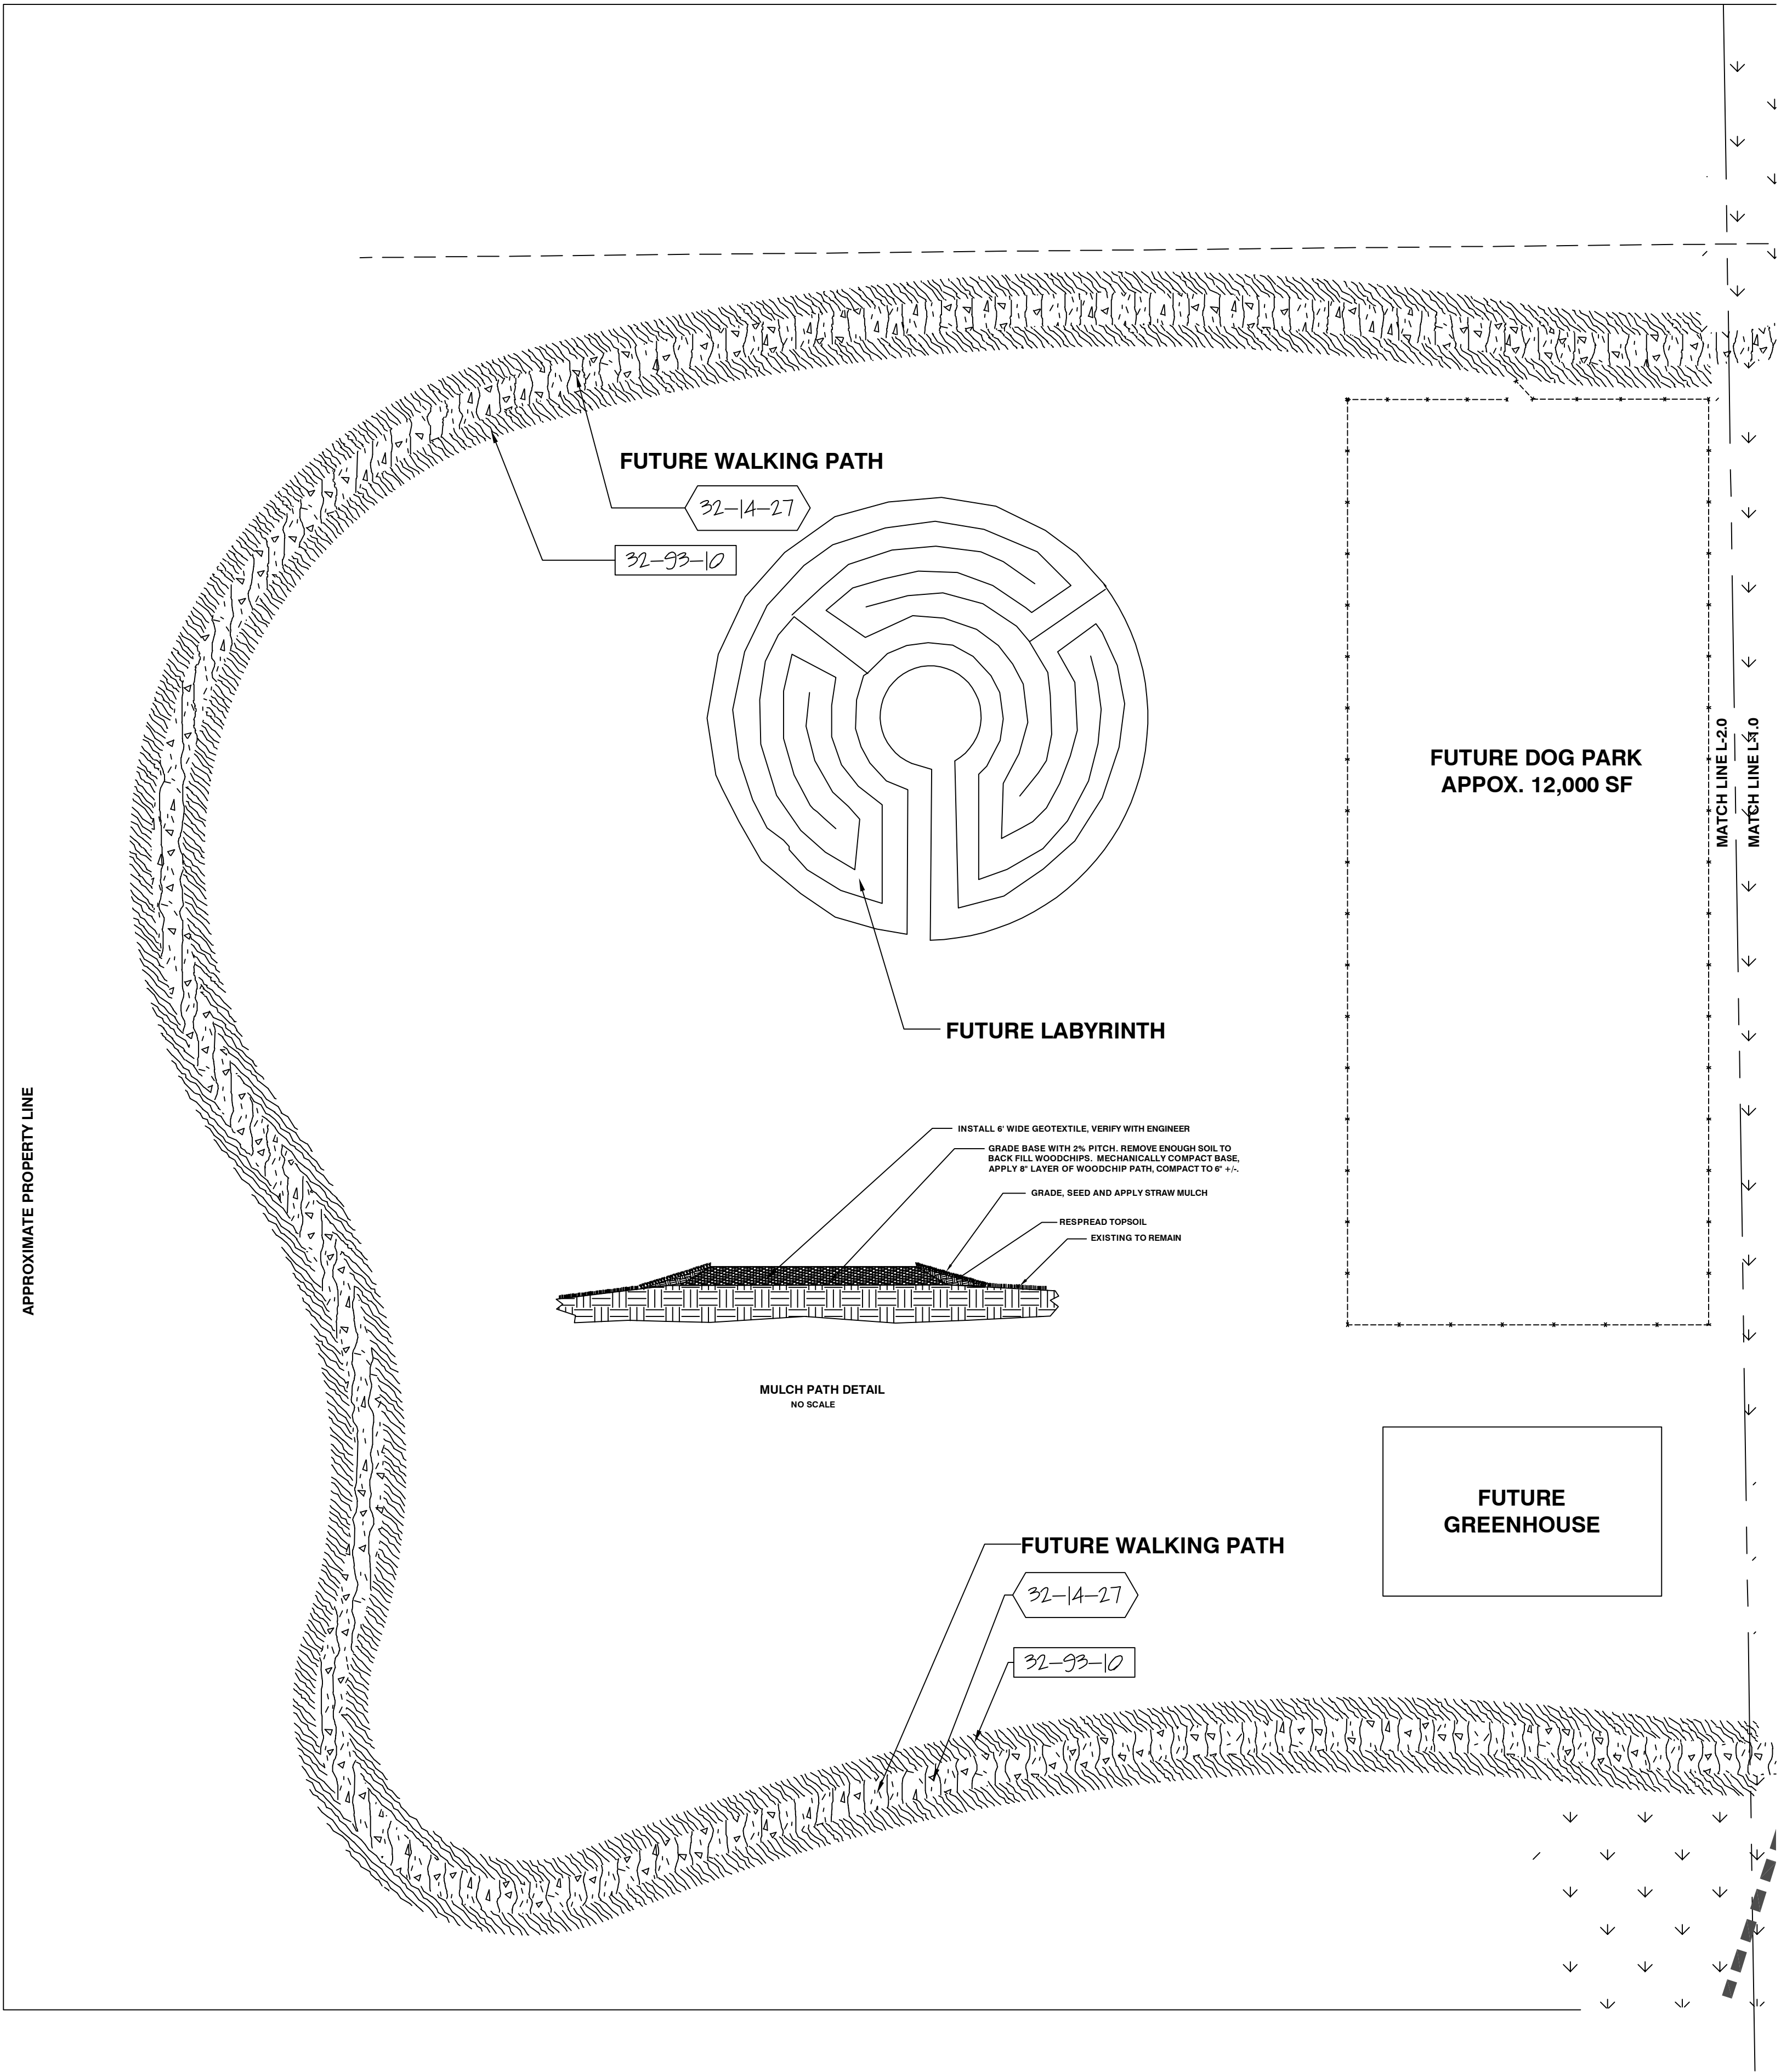 FUTURE WALKING PATH
32-14-27
32-93-10
FUTURE DOG PARK
APPOX. 12,000 SF
MATCH LINE L-2.0
MATCH LINE L-1.0
FUTURE LABYRINTH
APPROXIMATE PROPERTY LINE
INSTALL 6' WIDE GEOTEXTILE, VERIFY WITH ENGINEER
GRADE BASE WITH 2% PITCH. REMOVE ENOUGH SOIL TO
BACK FILL WOODCHIPS. MECHANICALLY COMPACT BASE,
APPLY 8" LAYER OF WOODCHIP PATH, COMPACT TO 6" +/-.
GRADE, SEED AND APPLY STRAW MULCH
RESPREAD TOPSOIL
EXISTING TO REMAIN
MULCH PATH DETAIL
NO SCALE
FUTURE
GREENHOUSE
FUTURE WALKING PATH
32-14-27
32-93-10